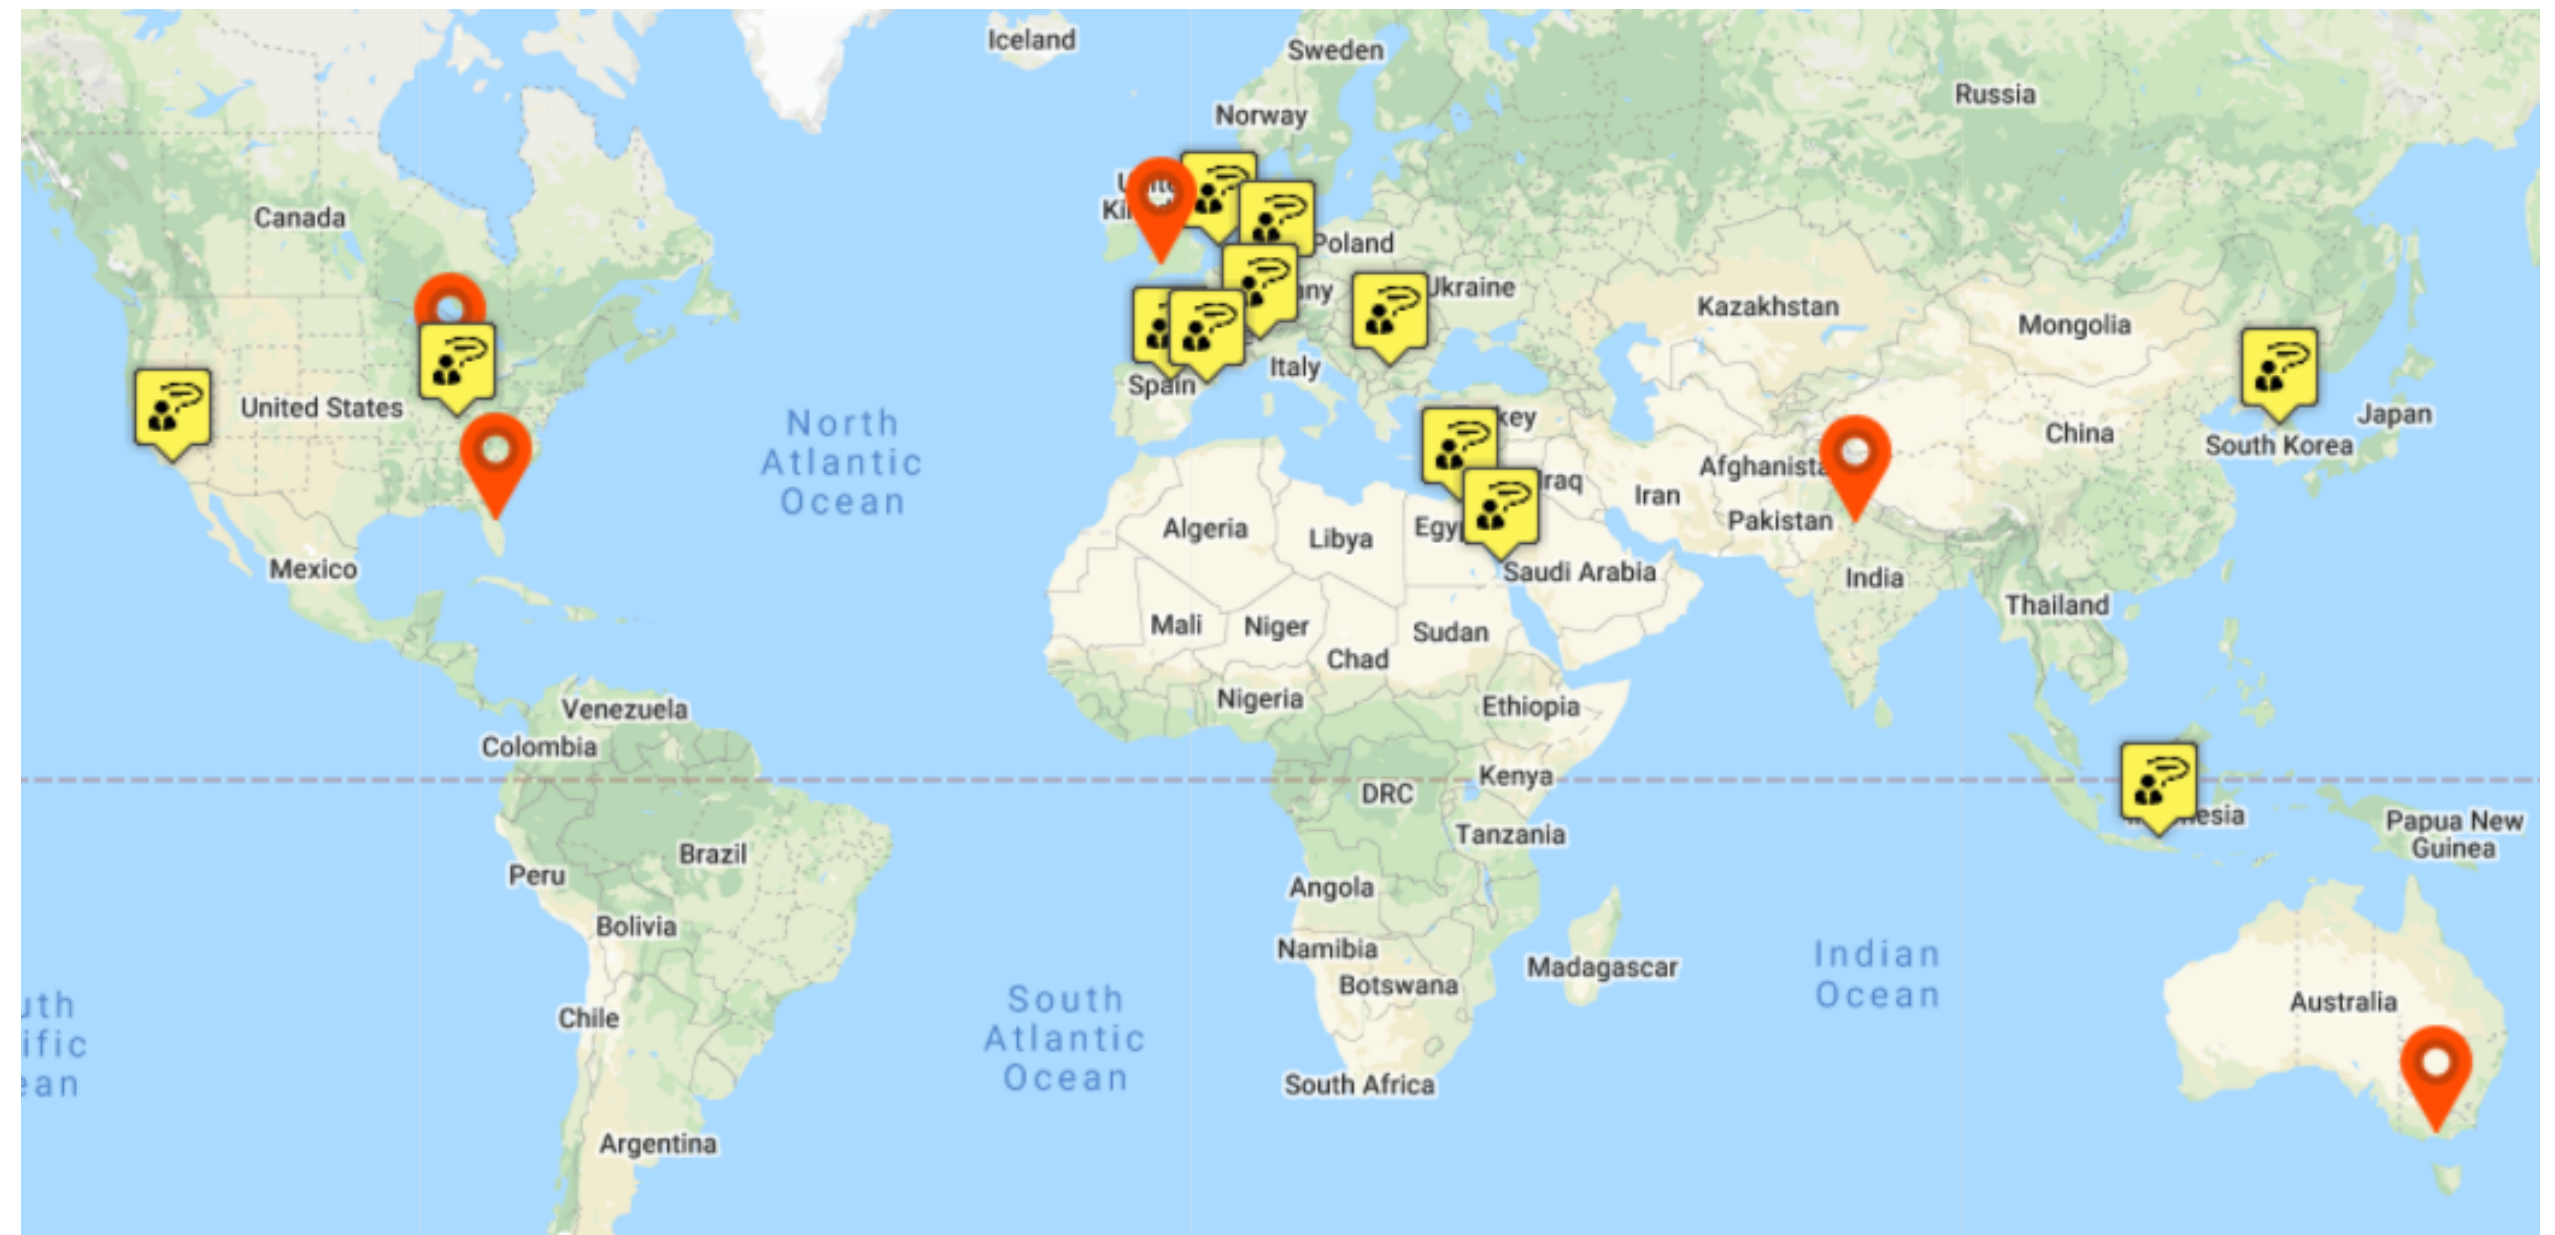 Iceland
Sweden
Norway
Russia
Canada
Poland
Ukraine
Kazakhstan
Mongolia
Italy
Spain
United States
Japan
China
South Korea
North
Atlantic
Ocean
Iraq
Iran
Pakistan
Algeria
Libya
Mexico
Saudi Arabia
India
Thailand
Mali
Niger
Sudan
Chad
Nigeria
Ethiopia
Venezuela
Colombia
Kenya
DRC
Tanzania
Papua New
Guinea
Brazil
Peru
Angola
Bolivia
Namibia
Madagascar
Botswana
Indian
Ocean
Australia
South
Atlantic
Ocean
Chile
South Africa
Argentina